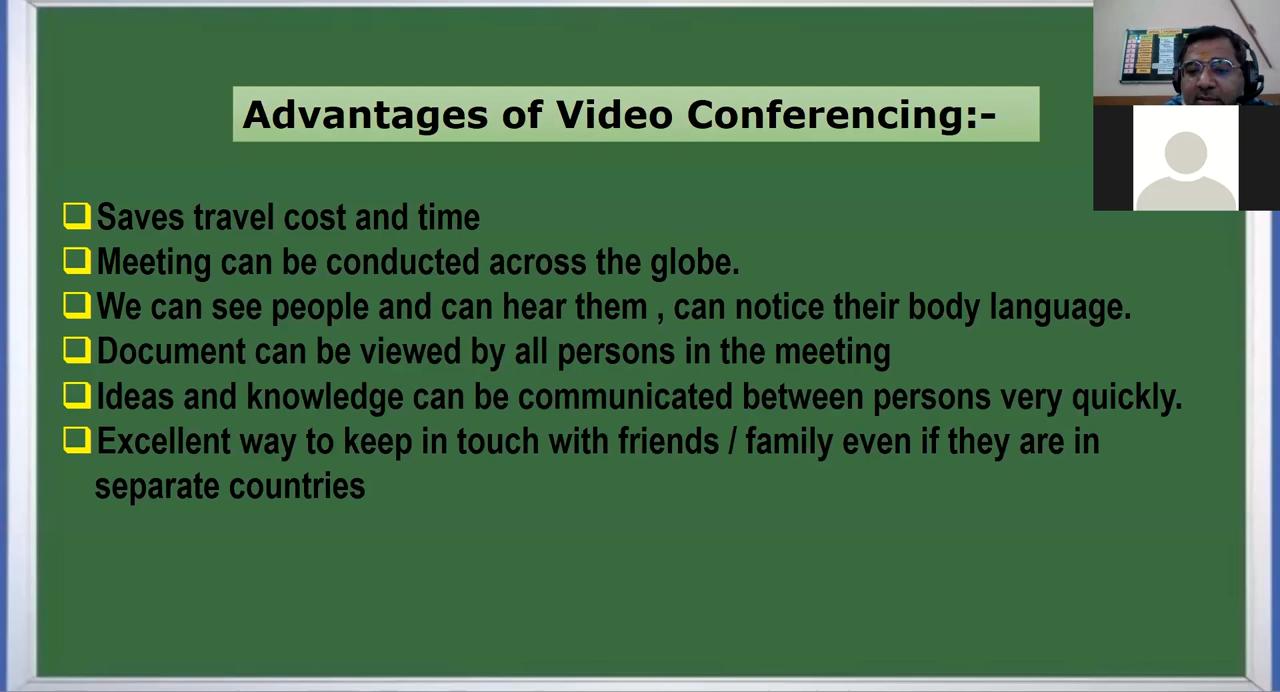 Advantages of Video Conferencing:-
Saves travel cost and time
Meeting can be conducted across the globe.
We can see people and can hear them , can notice their body language.
Document can be viewed by all persons in the meeting
Ideas and knowledge can be communicated between persons very quickly.
Excellent way to keep in touch with friends / family even if they are in
separate countries